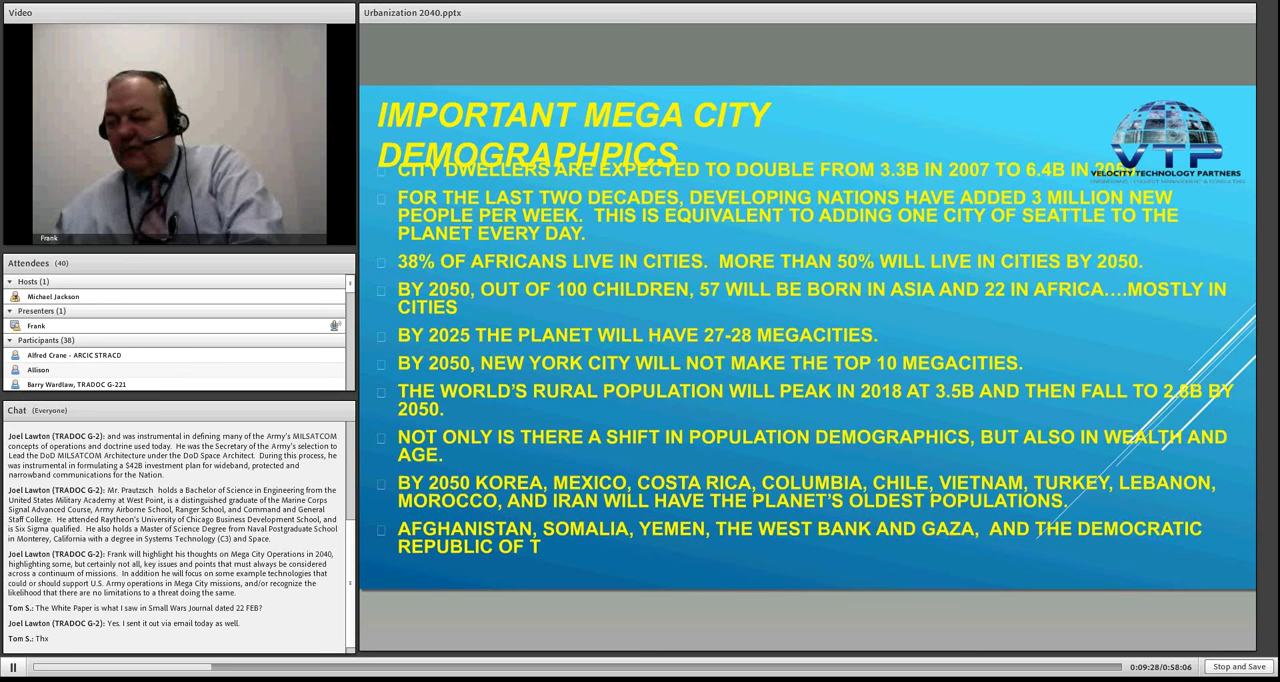 Video
Frank
Attendees (40)
Hosts (1)
Michael Jackson
Presenters (1)
Frank
Participants (38)
Alfred Crane - ARCIC STRACD
Allison
Barry Wardlaw, TRADOC G-221
Chat (Everyone)
Joel Lawton (TRADOC G-2): and was instrumental in defining many of the Army's MILSATCOM
concepts of operations and doctrine used today. He was the Secretary of the Army's selection to
Lead the DoD MILSATCOM Architecture under the DoD Space Architect. During this process, he
was instrumental in formulating a $42B investment plan for wideband, protected and
narrowband communications for the Nation.
Joel Lawton (TRADOC G-2): Mr. Prautzsch holds a Bachelor of Science in Engineering from the
United States Military Academy at West Point, is a distinguished graduate of the Marine Corps
Signal Advanced Course, Army Airborne School, Ranger School, and Command and General
Staff College. He attended Raytheon's University of Chicago Business Development School, and
is Six Sigma qualified. He also holds a Master of Science Degree from Naval Postgraduate School
in Monterey, California with a degree in Systems Technology (C3) and Space.
Joel Lawton (TRADOC G-2): Frank will highlight his thoughts on Mega City Operations in 2040,
highlighting some, but certainly not all, key issues and points that must always be considered
across a continuum of missions. In addition he will focus on some example technologies that
could or should support U.S. Army operations in Mega City missions, and/or recognize the
likelihood that there are no limitations to a threat doing the same.
Tom S.: The White Paper is what I saw in Small Wars Journal dated 22 FEB?
Joel Lawton (TRADOC G-2): Yes. I sent it out via email today as well.
Tom S.: Thx
Urbanization 2040.pptx
IMPORTANT MEGA CITY
DEMOGRAPHPICS
VTP
VELOCITY TECHNOLOGY PARTNERS
CITY DWELLERS ARE EXPECTED TO DOUBLE FROM 3.3B IN 2007 TO 6.4B IN
FOR THE LAST TWO DECADES, DEVELOPING NATIONS HAVE ADDED 3 MILLION NEW
PEOPLE PER WEEK. THIS IS EQUIVALENT TO ADDING ONE CITY OF SEATTLE TO THE
PLANET EVERY DAY.
38% OF AFRICANS LIVE IN CITIES. MORE THAN 50% WILL LIVE IN CITIES BY 2050.
BY 2050, OUT OF 100 CHILDREN, 57 WILL BE BORN IN ASIA AND 22 IN AFRICA….MOSTLY IN
CITIES
BY 2025 THE PLANET WILL HAVE 27-28 MEGACITIES.
BY 2050, NEW YORK CITY WILL NOT MAKE THE TOP 10 MEGACITIES.
THE WORLD'S RURAL POPULATION WILL PEAK IN 2018 AT 3.5B AND THEN FALL TO 2.8B BY
2050.
NOT ONLY IS THERE A SHIFT IN POPULATION DEMOGRAPHICS, BUT ALSO IN WEALTH AND
AGE.
BY 2050 KOREA, MEXICO, COSTA RICA, COLUMBIA, CHILE, VIETNAM, TURKEY, LEBANON,
MOROCCO, AND IRAN WILL HAVE THE PLANET'S OLDEST POPULATIONS.
AFGHANISTAN, SOMALIA, YEMEN, THE WEST BANK AND GAZA, AND THE DEMOCRATIC
REPUBLIC OF T
0:09:28/0:58:06
Stop and Save